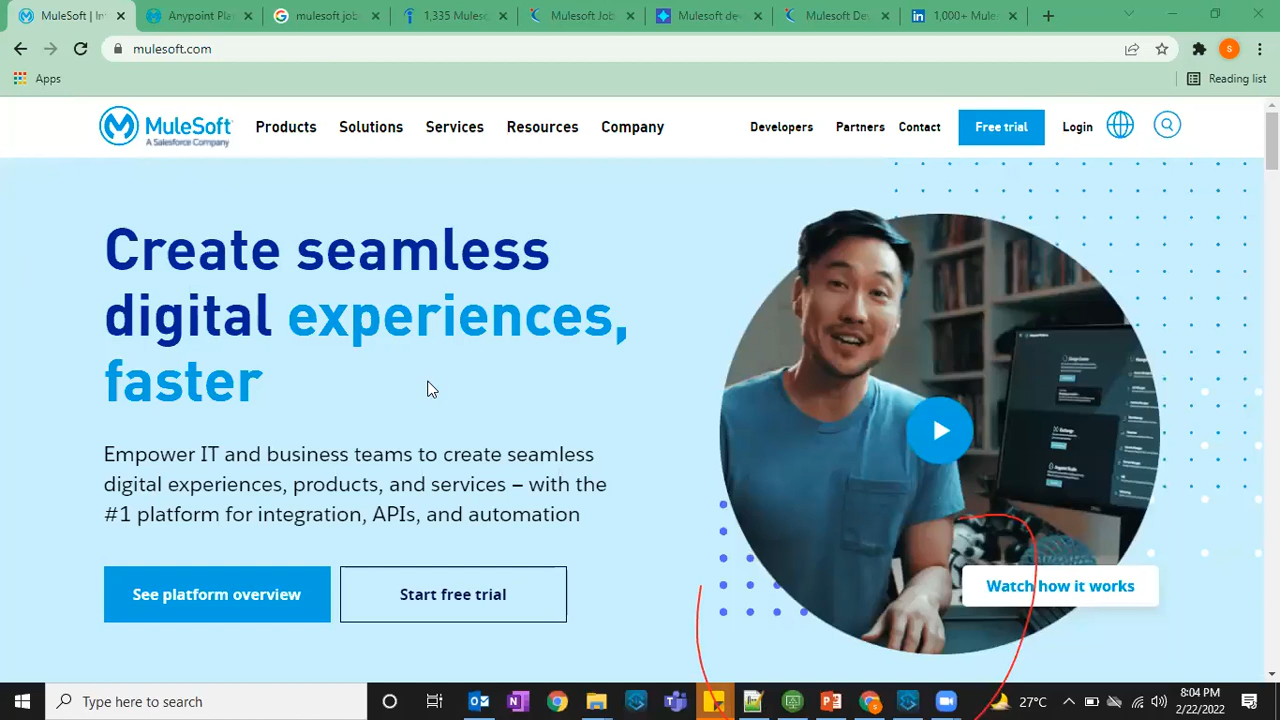 MuleSoft | Int
Anypoint Pla
mulesoft job
1,335 Mules
Mulesoft Job
Mulesoft dev
Mulesoft De
1,000+ Mule
mulesoft.com
S
Apps
Reading list
MuleSoft
A Salesforce Company
Products
Solutions
Services
Resources
Company
Developers
Partners
Contact
Free trial
Login
Create seamless
digital experiences,
faster
Empower IT and business teams to create seamless
digital experiences, products, and services – with the
#1 platform for integration, APIs, and automation
See platform overview
Start free trial
Watch how it works
Type here to search
27°C
8:04 PM
2/22/2022